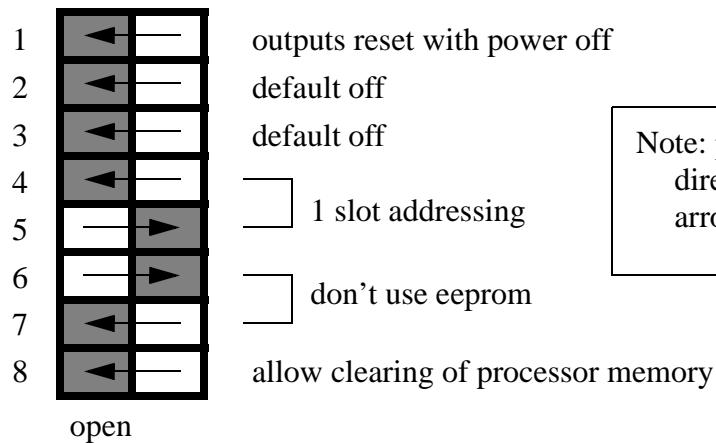 1 outputs reset with power off
2 default off
3 default off
Note:
4
dire
1 slot addressing
arro
5
6
don't use eeprom
7
8 allow clearing of processor memory
open